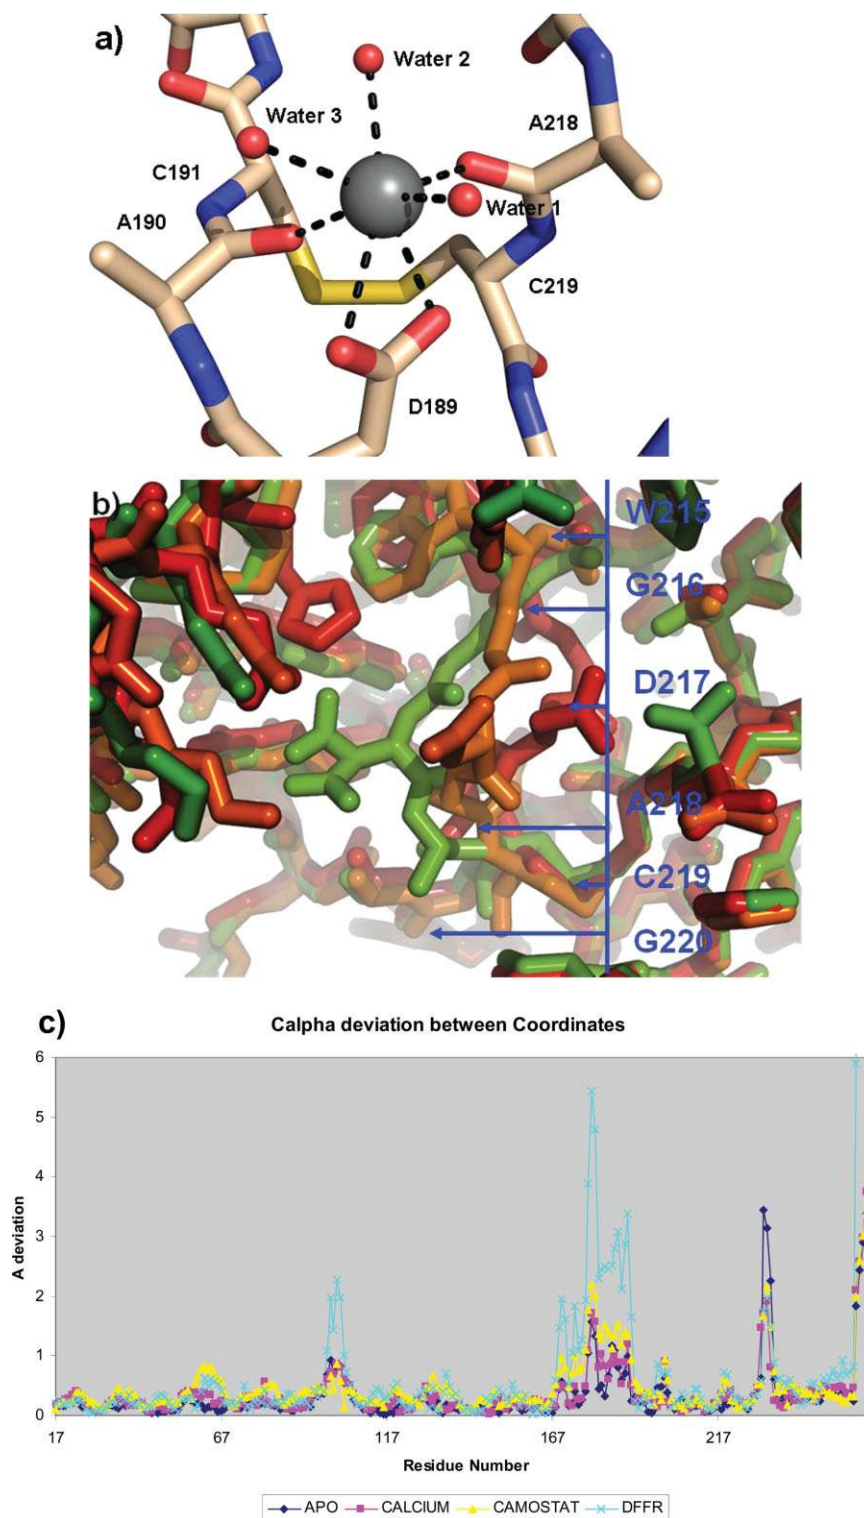 a)
Water 2
Water 3
A218
C191
Water 1
A190
C219
D189
b)
W215
G216
D217
A218
C219
G220
c)
Calpha deviation between Coordinates
6
5
4
3
2
1
0
A deviation
17 67 117 167 217
Residue Number
APO CALCIUM CAMOSTAT DFFR